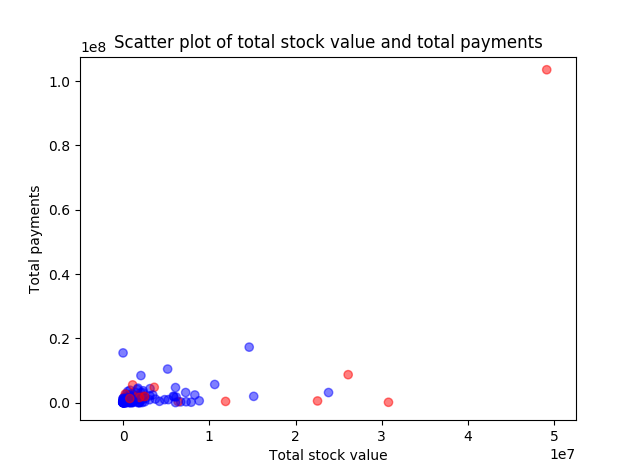 Scatter plot of total stock value and total payments
1e8
1.0
0.8
0.6
0.4
0.2
0.0
Total payments
0
1
2
3
4
5
1e7
Total stock value